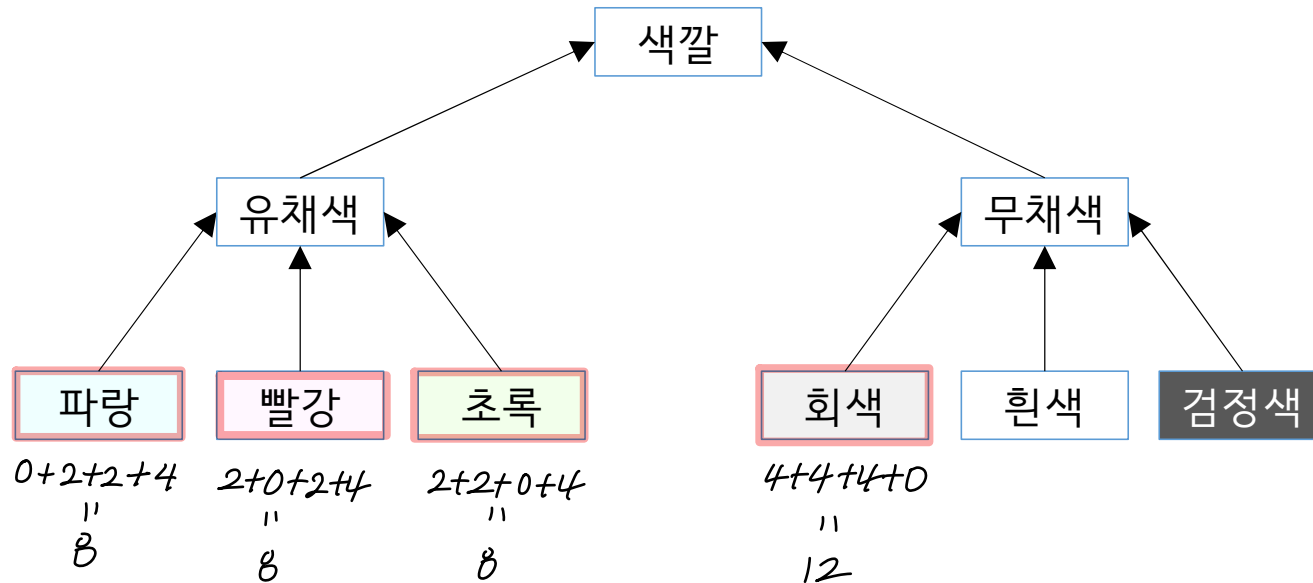 색깔
유채색 무채색
파랑 빨강 초록 회색 흰색 검정색
0+2+2+4 2+0+2+4 2+2+0+4 4+4+4+0
= = = =
8 8 8 12